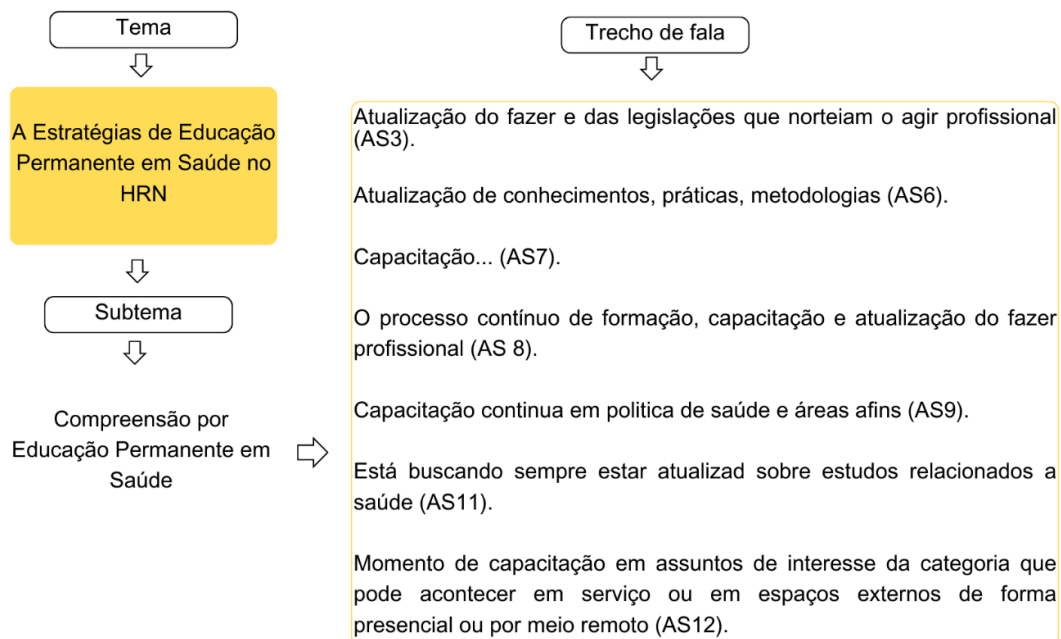 Tema
A Estratégias de Educação
Permanente em Saúde no
HRN
Subtema
Compreensão por
Educação Permanente em
Saúde
Trecho de fala
Atualização do fazer e das legislações que norteiam o agir profissional
(AS3).
Atualização de conhecimentos, práticas, metodologias (AS6).
Capacitação... (AS7).
O processo contínuo de formação, capacitação e atualização do fazer
profissional (AS 8).
Capacitação continua em politica de saúde e áreas afins (AS9).
Está buscando sempre estar atualizad sobre estudos relacionados a
saúde (AS11).
Momento de capacitação em assuntos de interesse da categoria que
pode acontecer em serviço ou em espaços externos de forma
presencial ou por meio remoto (AS12).